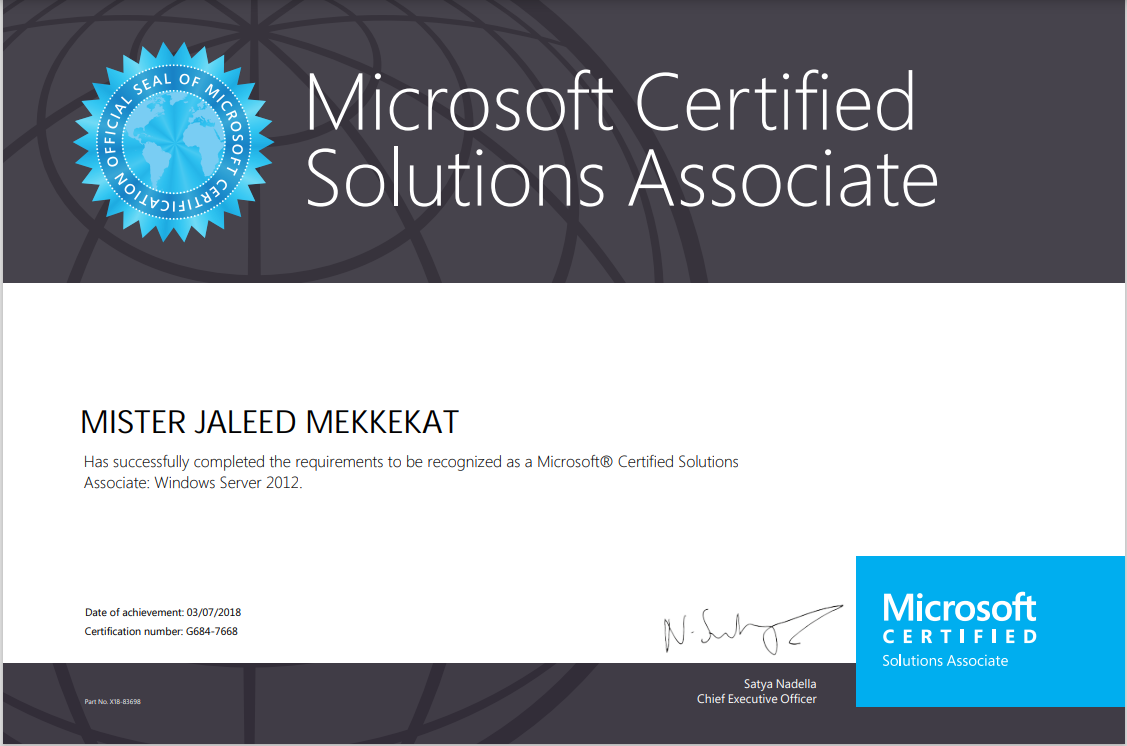 OFFICIAL SEAL OF MICROSOFT CERTIFICATION
Microsoft Certified
Solutions Associate
MISTER JALEED MEKKEKAT
Has successfully completed the requirements to be recognized as a Microsoft® Certified Solutions
Associate: Windows Server 2012.
Date of achievement: 03/07/2018
Certification number: G684-7668
Microsoft
CERTIFIED
Solutions Associate
Satya Nadella
Chief Executive Officer
Part No. X18-83698